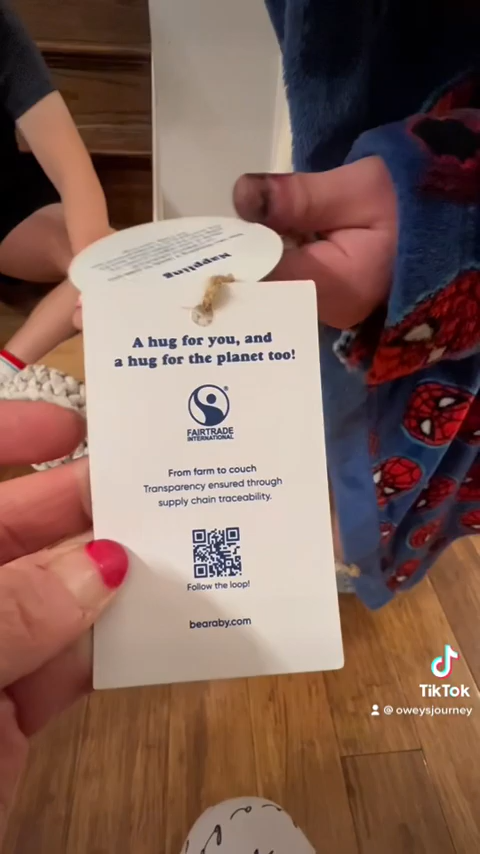 Nappling
A hug for you, and
a hug for the planet too!
®
FAIRTRADE
INTERNATIONAL
From farm to couch
Transparency ensured through
supply chain traceability.
Follow the loop!
bearaby.com
TikTok
@oweysjourney